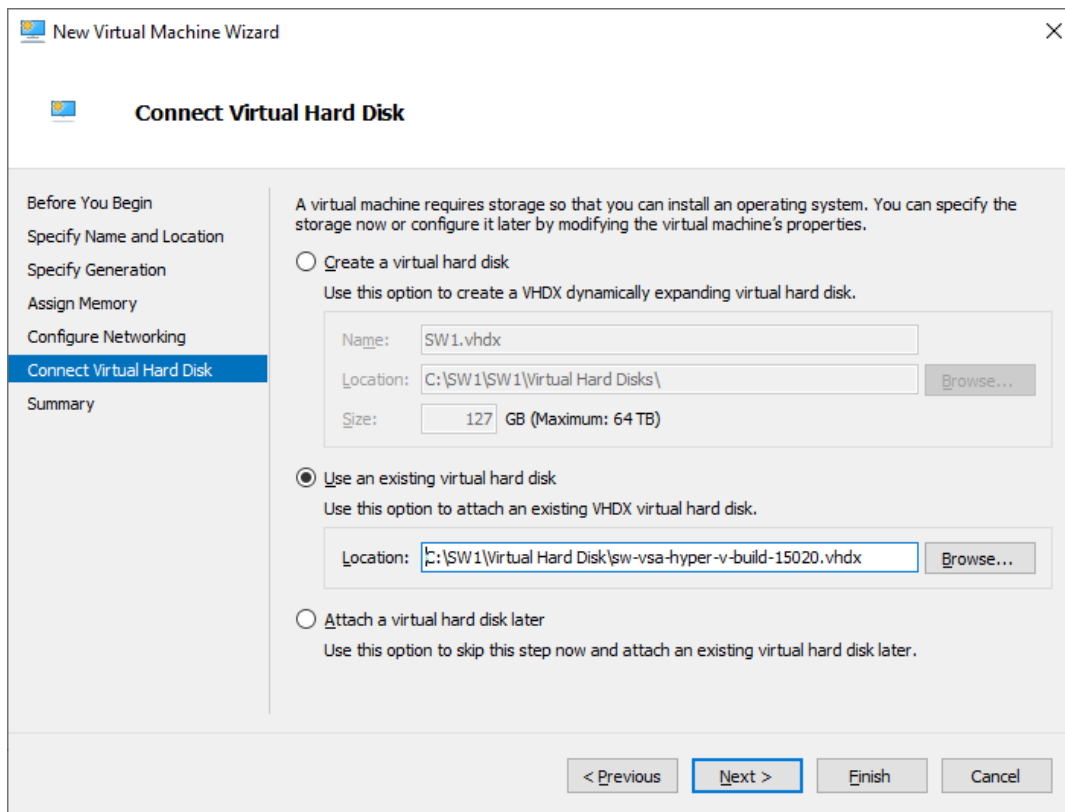 New Virtual Machine Wizard
Connect Virtual Hard Disk
Before You Begin
Specify Name and Location
Specify Generation
Assign Memory
Configure Networking
Connect Virtual Hard Disk
Summary
A virtual machine requires storage so that you can install an operating system. You can specify the
storage now or configure it later by modifying the virtual machine's properties.
Create a virtual hard disk
Use this option to create a VHDX dynamically expanding virtual hard disk.
Name: SW1.vhdx
Location: C:\SW1\SW1\Virtual Hard Disks\ Browse...
Size: 127 GB (Maximum: 64 TB)
Use an existing virtual hard disk
Use this option to attach an existing VHDX virtual hard disk.
Location: C:\SW1\Virtual Hard Disk\sw-vsa-hyper-v-build-15020.vhdx Browse...
Attach a virtual hard disk later
Use this option to skip this step now and attach an existing virtual hard disk later.
< Previous Next > Finish Cancel